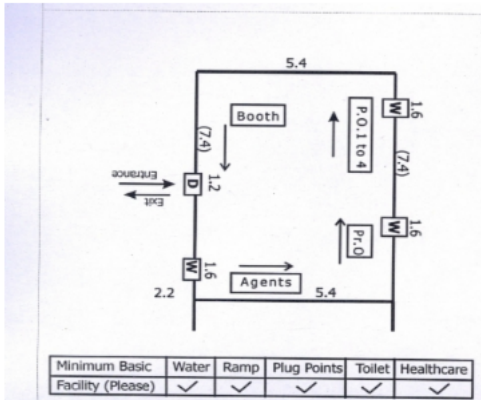 5.4
Booth
P.O.1 to 4
W
1.6
(7.4)
(7.4)
Entrance
Exit
D
1.2
W
1.6
Pr.O
W
1.6
Agents
2.2
5.4
Minimum Basic Water Ramp Plug Points Toilet Healthcare
Facility (Please) ✓ ✓ ✓ ✓ ✓